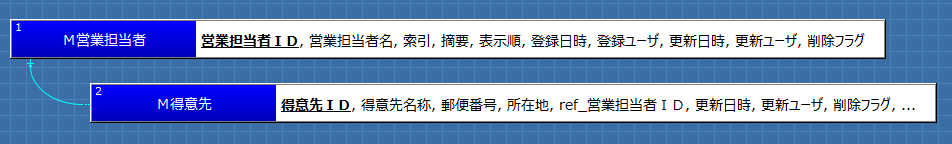 1
M営業担当者
営業担当者ＩＤ, 営業担当者名, 索引, 摘要, 表示順, 登録日時, 登録ユーザ, 更新日時, 更新ユーザ, 削除フラグ
2
M得意先
得意先ＩＤ, 得意先名称, 郵便番号, 所在地, ref_営業担当者ＩＤ, 更新日時, 更新ユーザ, 削除フラグ, ...